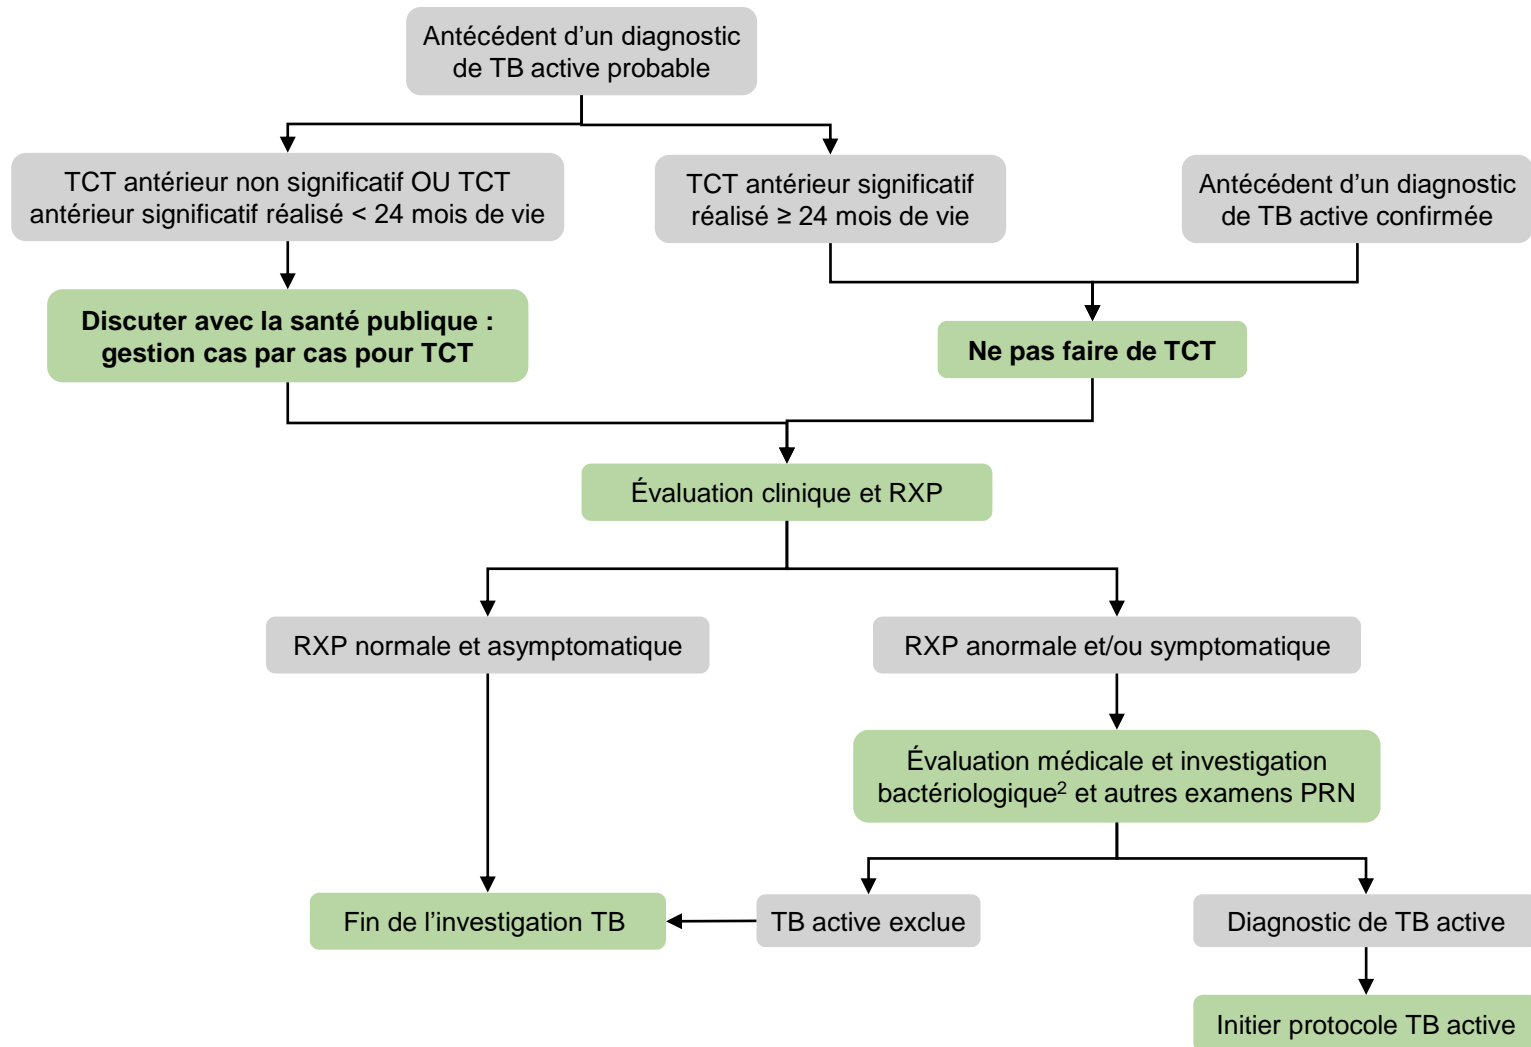 Antécédent d’un diagnostic
de TB active probable
TCT antérieur non significatif OU TCT
antérieur significatif réalisé < 24 mois de vie
TCT antérieur significatif
réalisé ≥ 24 mois de vie
Antécédent d’un diagnostic
de TB active confirmée
Discuter avec la santé publique :
gestion cas par cas pour TCT
Ne pas faire de TCT
Évaluation clinique et RXP
RXP normale et asymptomatique
RXP anormale et/ou symptomatique
Évaluation médicale et investigation
bactériologique² et autres examens PRN
Fin de l’investigation TB
TB active exclue
Diagnostic de TB active
Initier protocole TB active